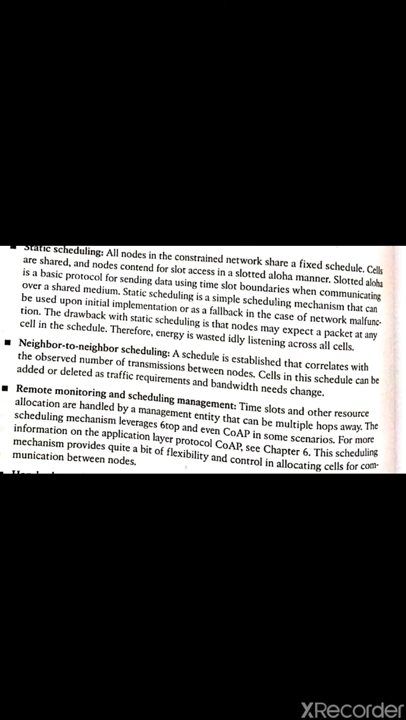 ■ Static scheduling: All nodes in the constrained network share a fixed schedule. Cells
are shared, and nodes contend for slot access in a slotted aloha manner. Slotted aloha
is a basic protocol for sending data using time slot boundaries when communicating
over a shared medium. Static scheduling is a simple scheduling mechanism that can
be used upon initial implementation or as a fallback in the case of network malfunc-
tion. The drawback with static scheduling is that nodes may expect a packet at any
cell in the schedule. Therefore, energy is wasted idly listening across all cells.
■ Neighbor-to-neighbor scheduling: A schedule is established that correlates with
the observed number of transmissions between nodes. Cells in this schedule can be
added or deleted as traffic requirements and bandwidth needs change.
■ Remote monitoring and scheduling management: Time slots and other resource
allocation are handled by a management entity that can be multiple hops away. The
scheduling mechanism leverages 6top and even CoAP in some scenarios. For more
information on the application layer protocol CoAP, see Chapter 6. This scheduling
mechanism provides quite a bit of flexibility and control in allocating cells for com-
munication between nodes.
XRecorder